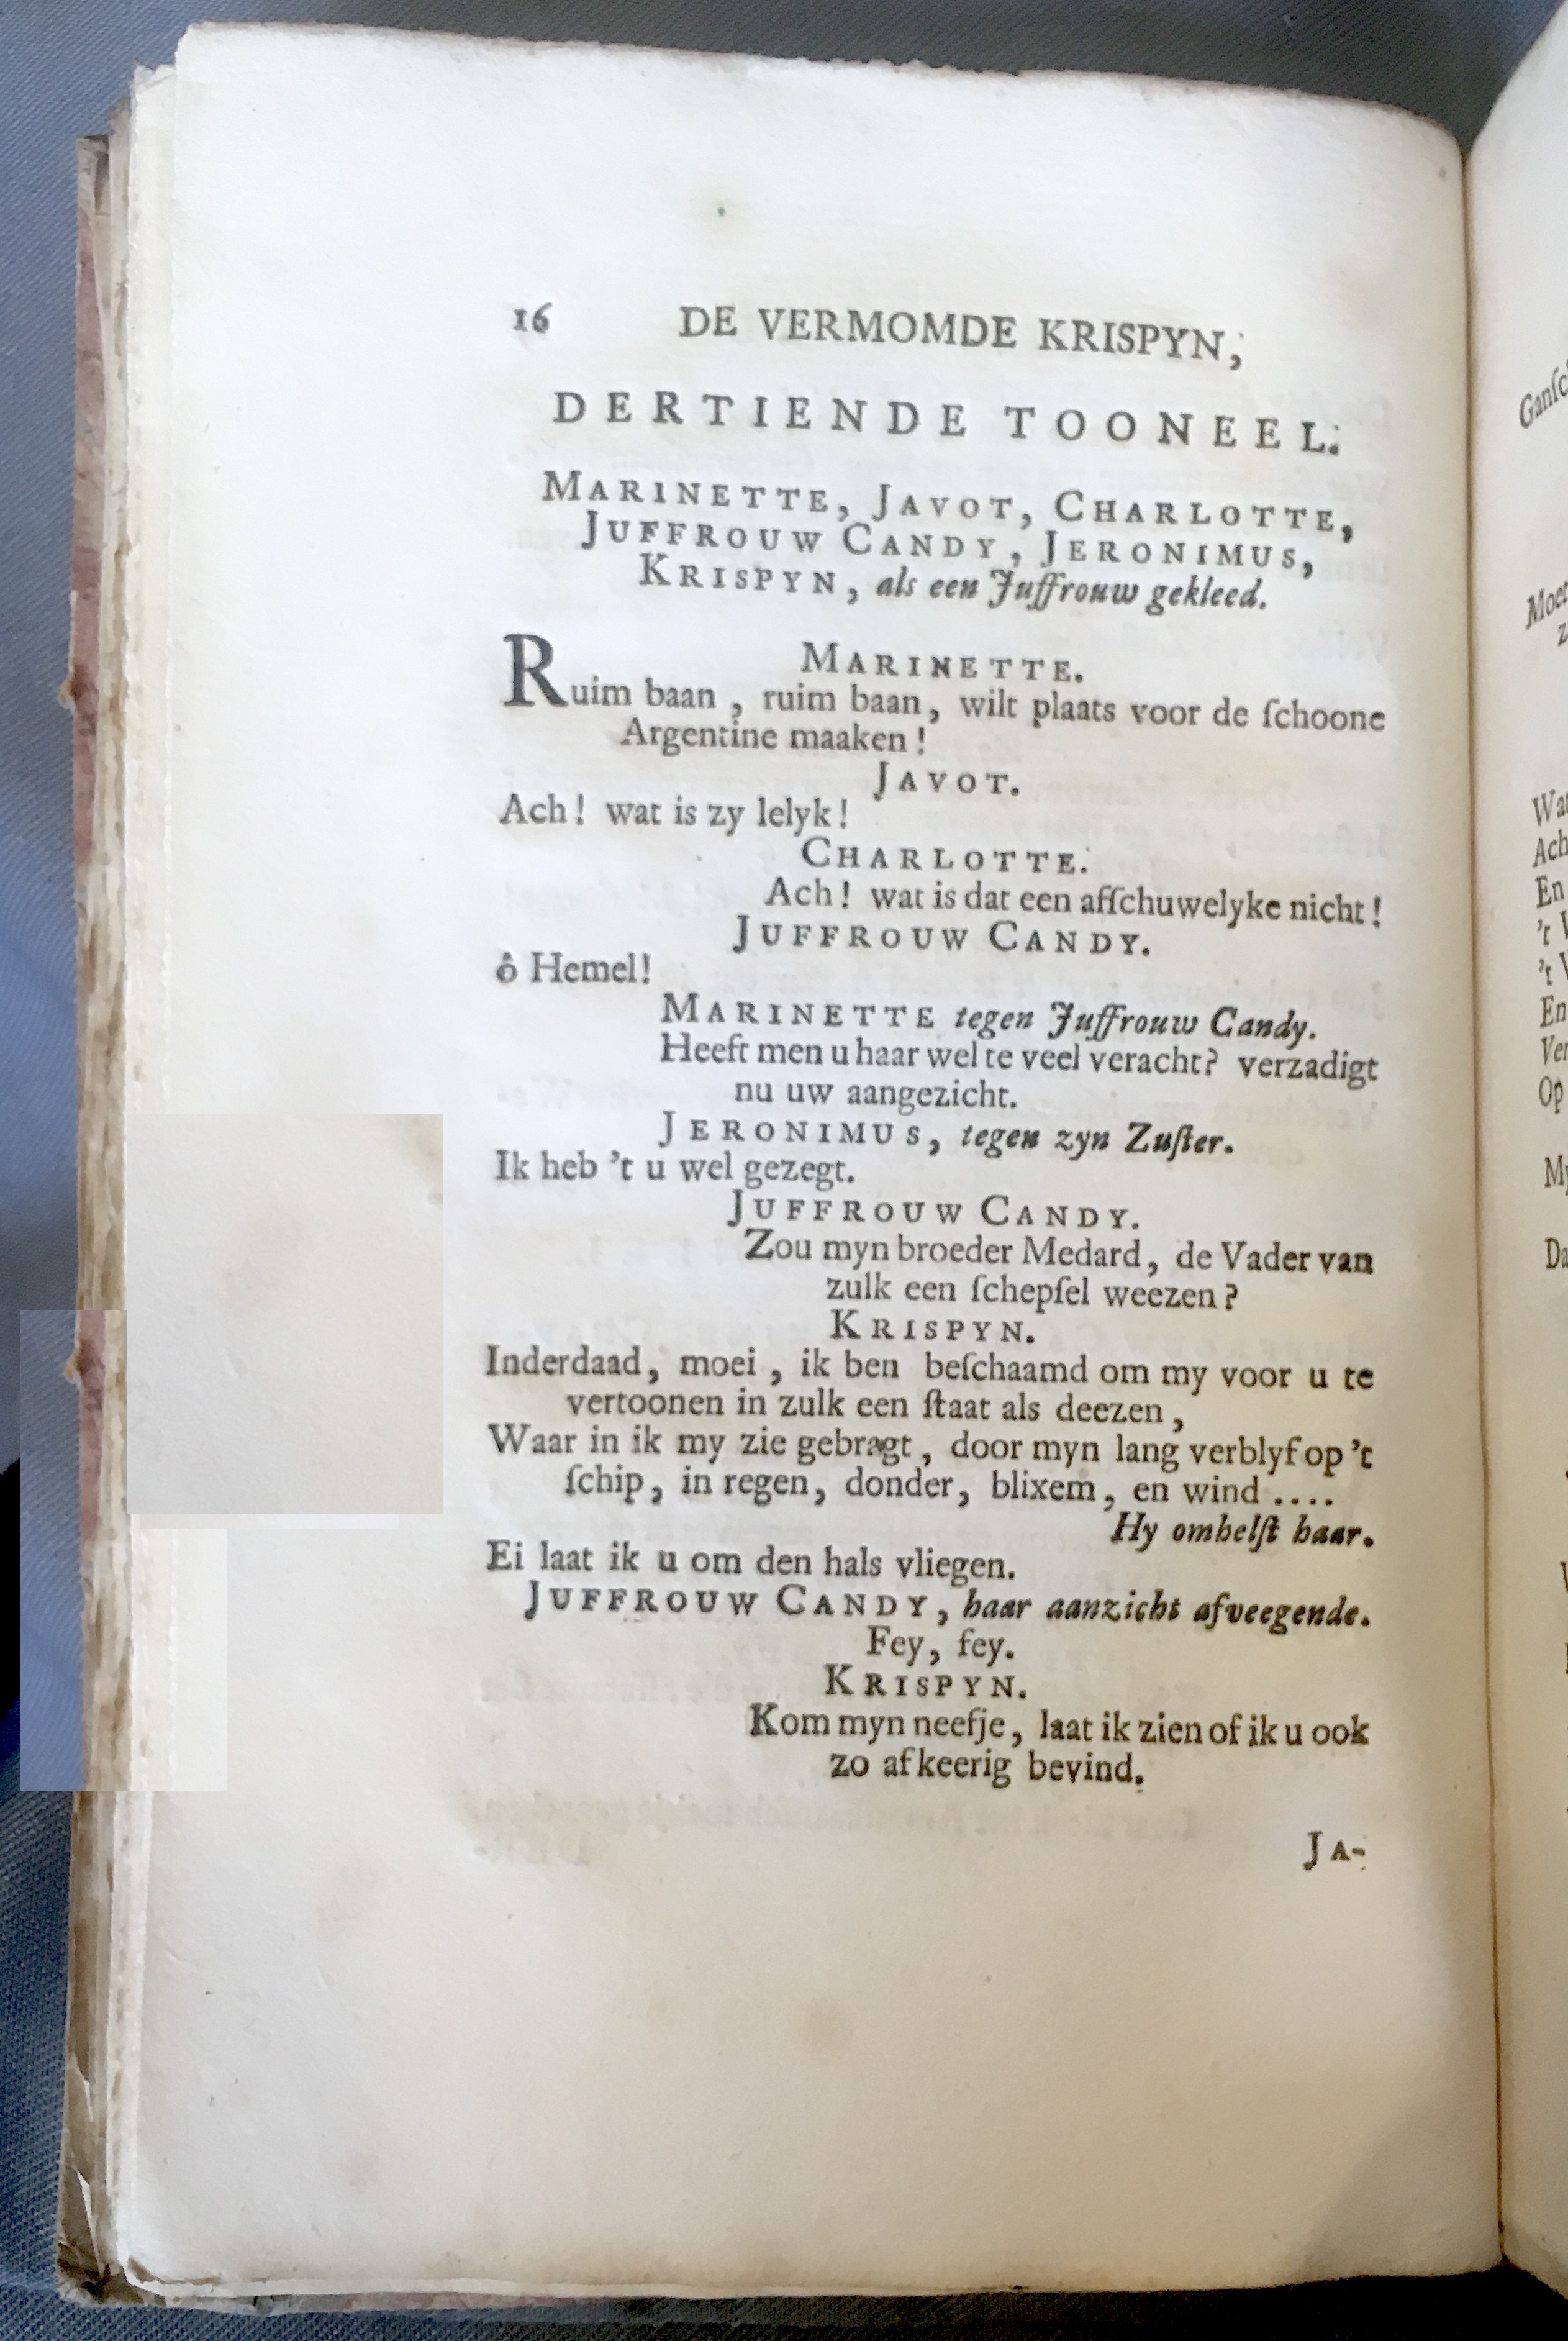 16 DE VERMOMDE KRISPYN,
DERTIENDE TOONEEL.
MARINETTE, JAVOT, CHARLOTTE,
JUFFROUW CANDY, JERONIMUS,
KRISPYN, als een Juffrouw gekleed.
MARINETTE.
Ruim baan, ruim baan, wilt plaats voor de ſchoone
Argentine maaken!
JAVOT.
Ach! wat is zy lelyk!
CHARLOTTE.
Ach! wat is dat een afſchuwelyke nicht!
JUFFROUW CANDY.
ô Hemel!
MARINETTE tegen Juffrouw Candy.
Heeft men u haar wel te veel veracht? verzadigt
nu uw aangezicht.
JERONIMUS, tegen zyn Zuſter.
Ik heb 't u wel gezegt.
JUFFROUW CANDY.
Zou myn broeder Medard, de Vader van
zulk een ſchepſel weezen?
KRISPYN.
Inderdaad, moei, ik ben beſchaamd om my voor u te
vertoonen in zulk een ſtaat als deezen,
Waar in ik my zie gebragt, door myn lang verblyf op 't
ſchip, in regen, donder, blixem, en wind ....
Hy omhelſt haar.
Ei laat ik u om den hals vliegen.
JUFFROUW CANDY, haar aanzicht afveegende.
Fey, fey.
KRISPYN.
Kom myn neefje, laat ik zien of ik u ook
zo afkeerig bevind.
JA-
En
't
't
En
Op